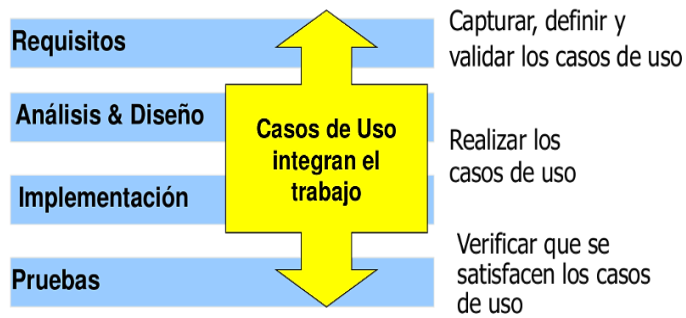 Requisitos
Capturar, definir y
validar los casos de uso
Análisis & Diseño
Casos de Uso
integran el
trabajo
Realizar los
casos de uso
Implementación
Verificar que se
satisfacen los casos
de uso
Pruebas